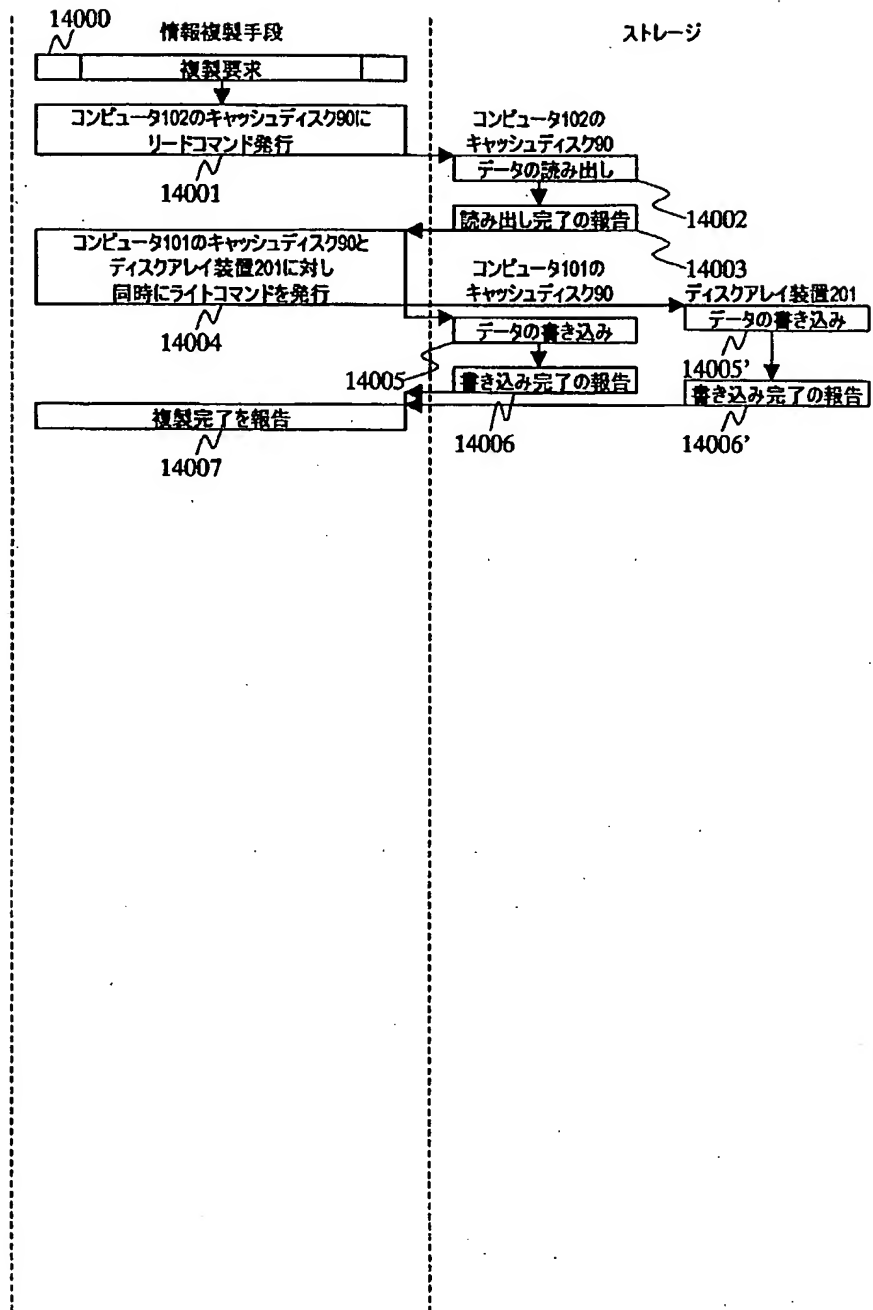 14000
情報複製手段
ストレージ
複製要求
コンピュータ102のキャッシュディスク90に
リードコマンド発行
14001
コンピュータ102の
キャッシュディスク90
データの読み出し
14002
読み出し完了の報告
14003
コンピュータ101のキャッシュディスク90と
ディスクアレイ装置201に対し
同時にライトコマンドを発行
14004
コンピュータ101の
キャッシュディスク90
データの書き込み
14005
ディスクアレイ装置201
データの書き込み
14005’
書き込み完了の報告
14006
書き込み完了の報告
14006’
複製完了を報告
14007